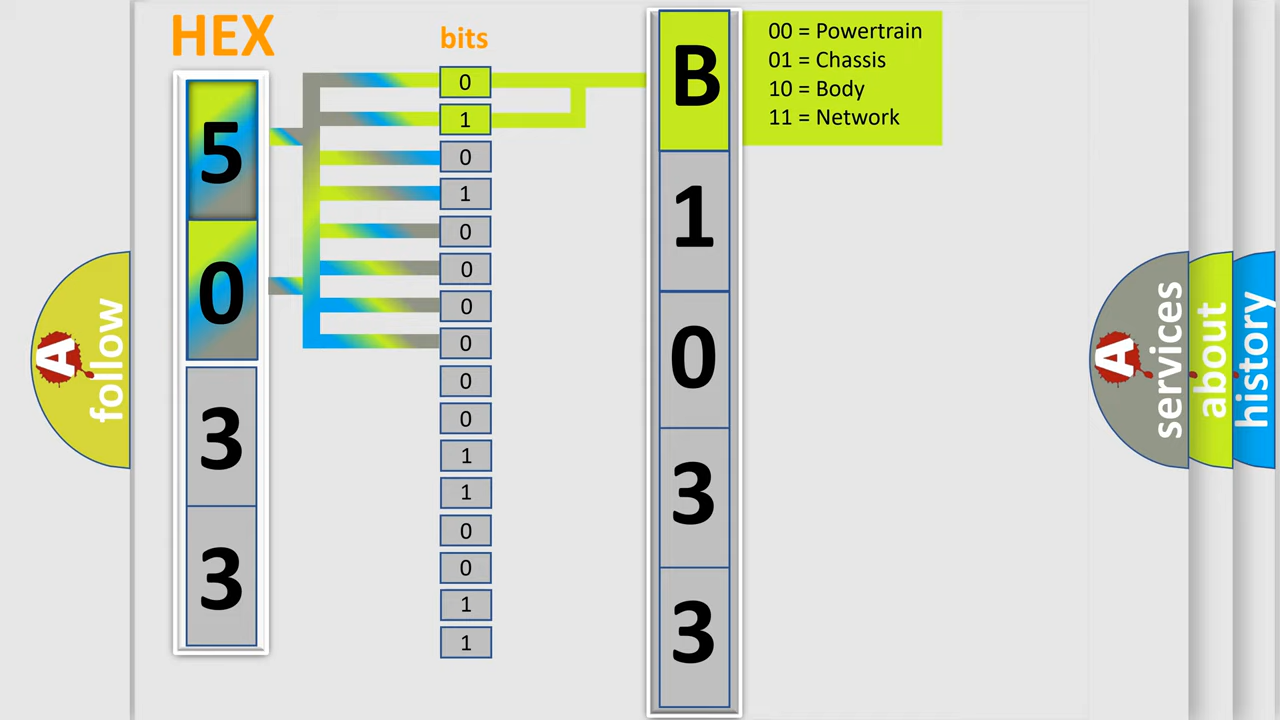 HEX
bits
5
0
3
3
0
1
0
1
0
0
0
0
0
0
1
1
0
0
1
1
B
1
0
3
3
00 = Powertrain
01 = Chassis
10 = Body
11 = Network
A
follow
A
services
about
history